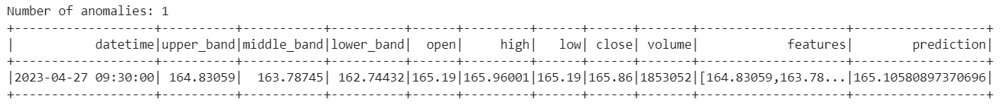 Number of anomalies: 1
+-------------------+----------+-----------+----------+------+---------+------+------+-------+--------------------+------------------+
|           datetime|upper_band|middle_band|lower_band|  open|     high|   low| close| volume|            features|        prediction|
+-------------------+----------+-----------+----------+------+---------+------+------+-------+--------------------+------------------+
|2023-04-27 09:30:00| 164.83059|  163.78745| 162.74432|165.19|165.96001|165.19|165.86|1853052|[164.83059,163.78...|165.10580897370696|
+-------------------+----------+-----------+----------+------+---------+------+------+-------+--------------------+------------------+